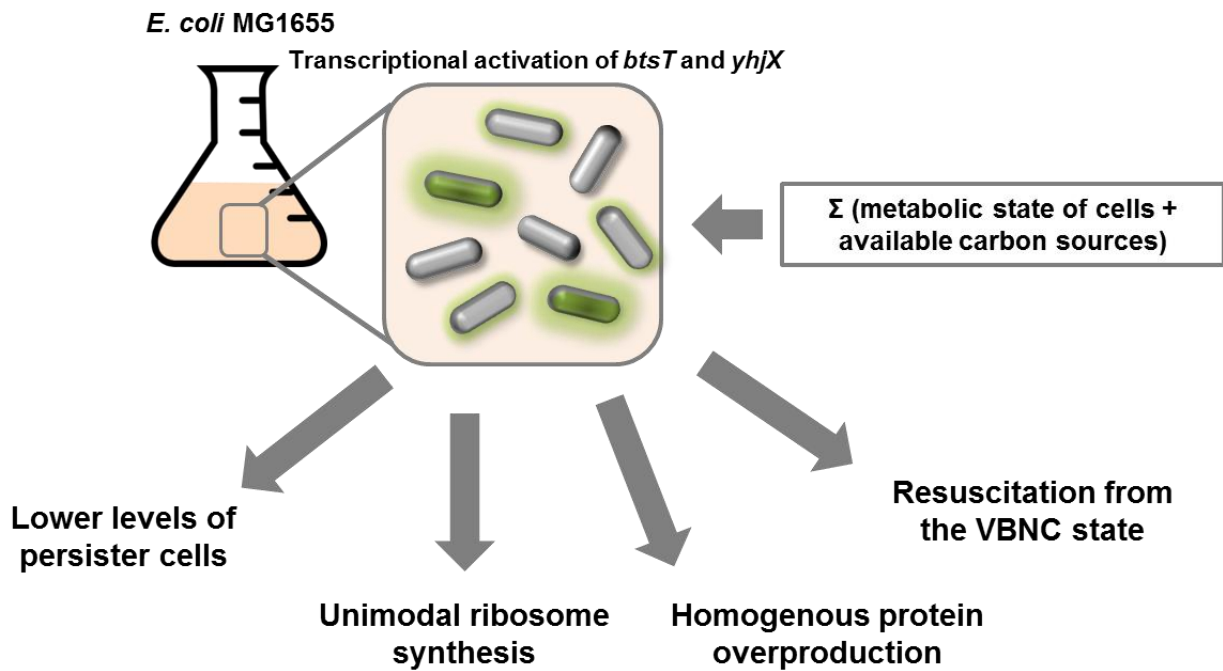 E. coli MG1655
Transcriptional activation of btsT and yhjX
Σ (metabolic state of cells +
available carbon sources)
Lower levels of
persister cells
Unimodal ribosome
synthesis
Homogenous protein
overproduction
Resuscitation from
the VBNC state